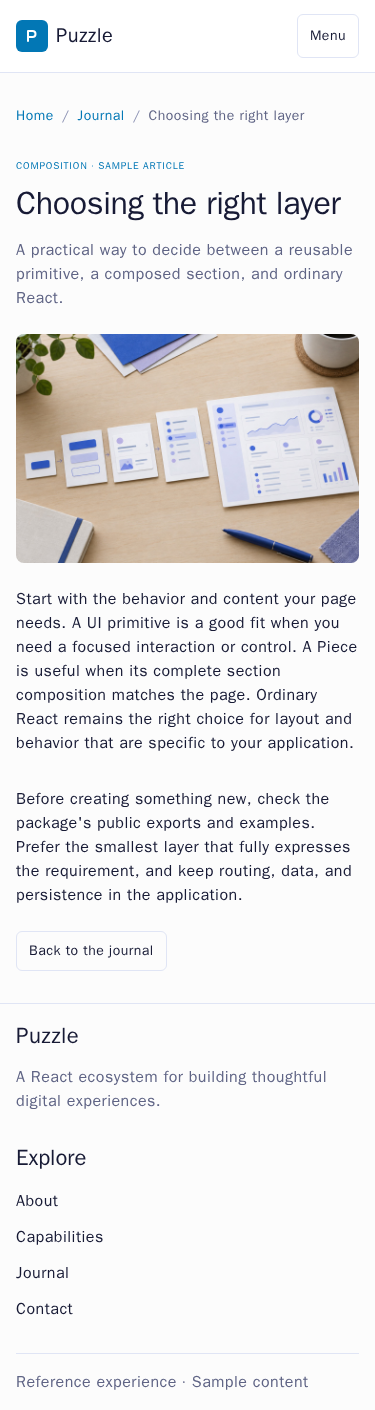 P
Puzzle
Menu
Home / Journal / Choosing the right layer
COMPOSITION · SAMPLE ARTICLE
Choosing the right layer
A practical way to decide between a reusable
primitive, a composed section, and ordinary
React.
Start with the behavior and content your page
needs. A UI primitive is a good fit when you
need a focused interaction or control. A Piece
is useful when its complete section
composition matches the page. Ordinary
React remains the right choice for layout and
behavior that are specific to your application.
Before creating something new, check the
package's public exports and examples.
Prefer the smallest layer that fully expresses
the requirement, and keep routing, data, and
persistence in the application.
Back to the journal
Puzzle
A React ecosystem for building thoughtful
digital experiences.
Explore
About
Capabilities
Journal
Contact
Reference experience · Sample content